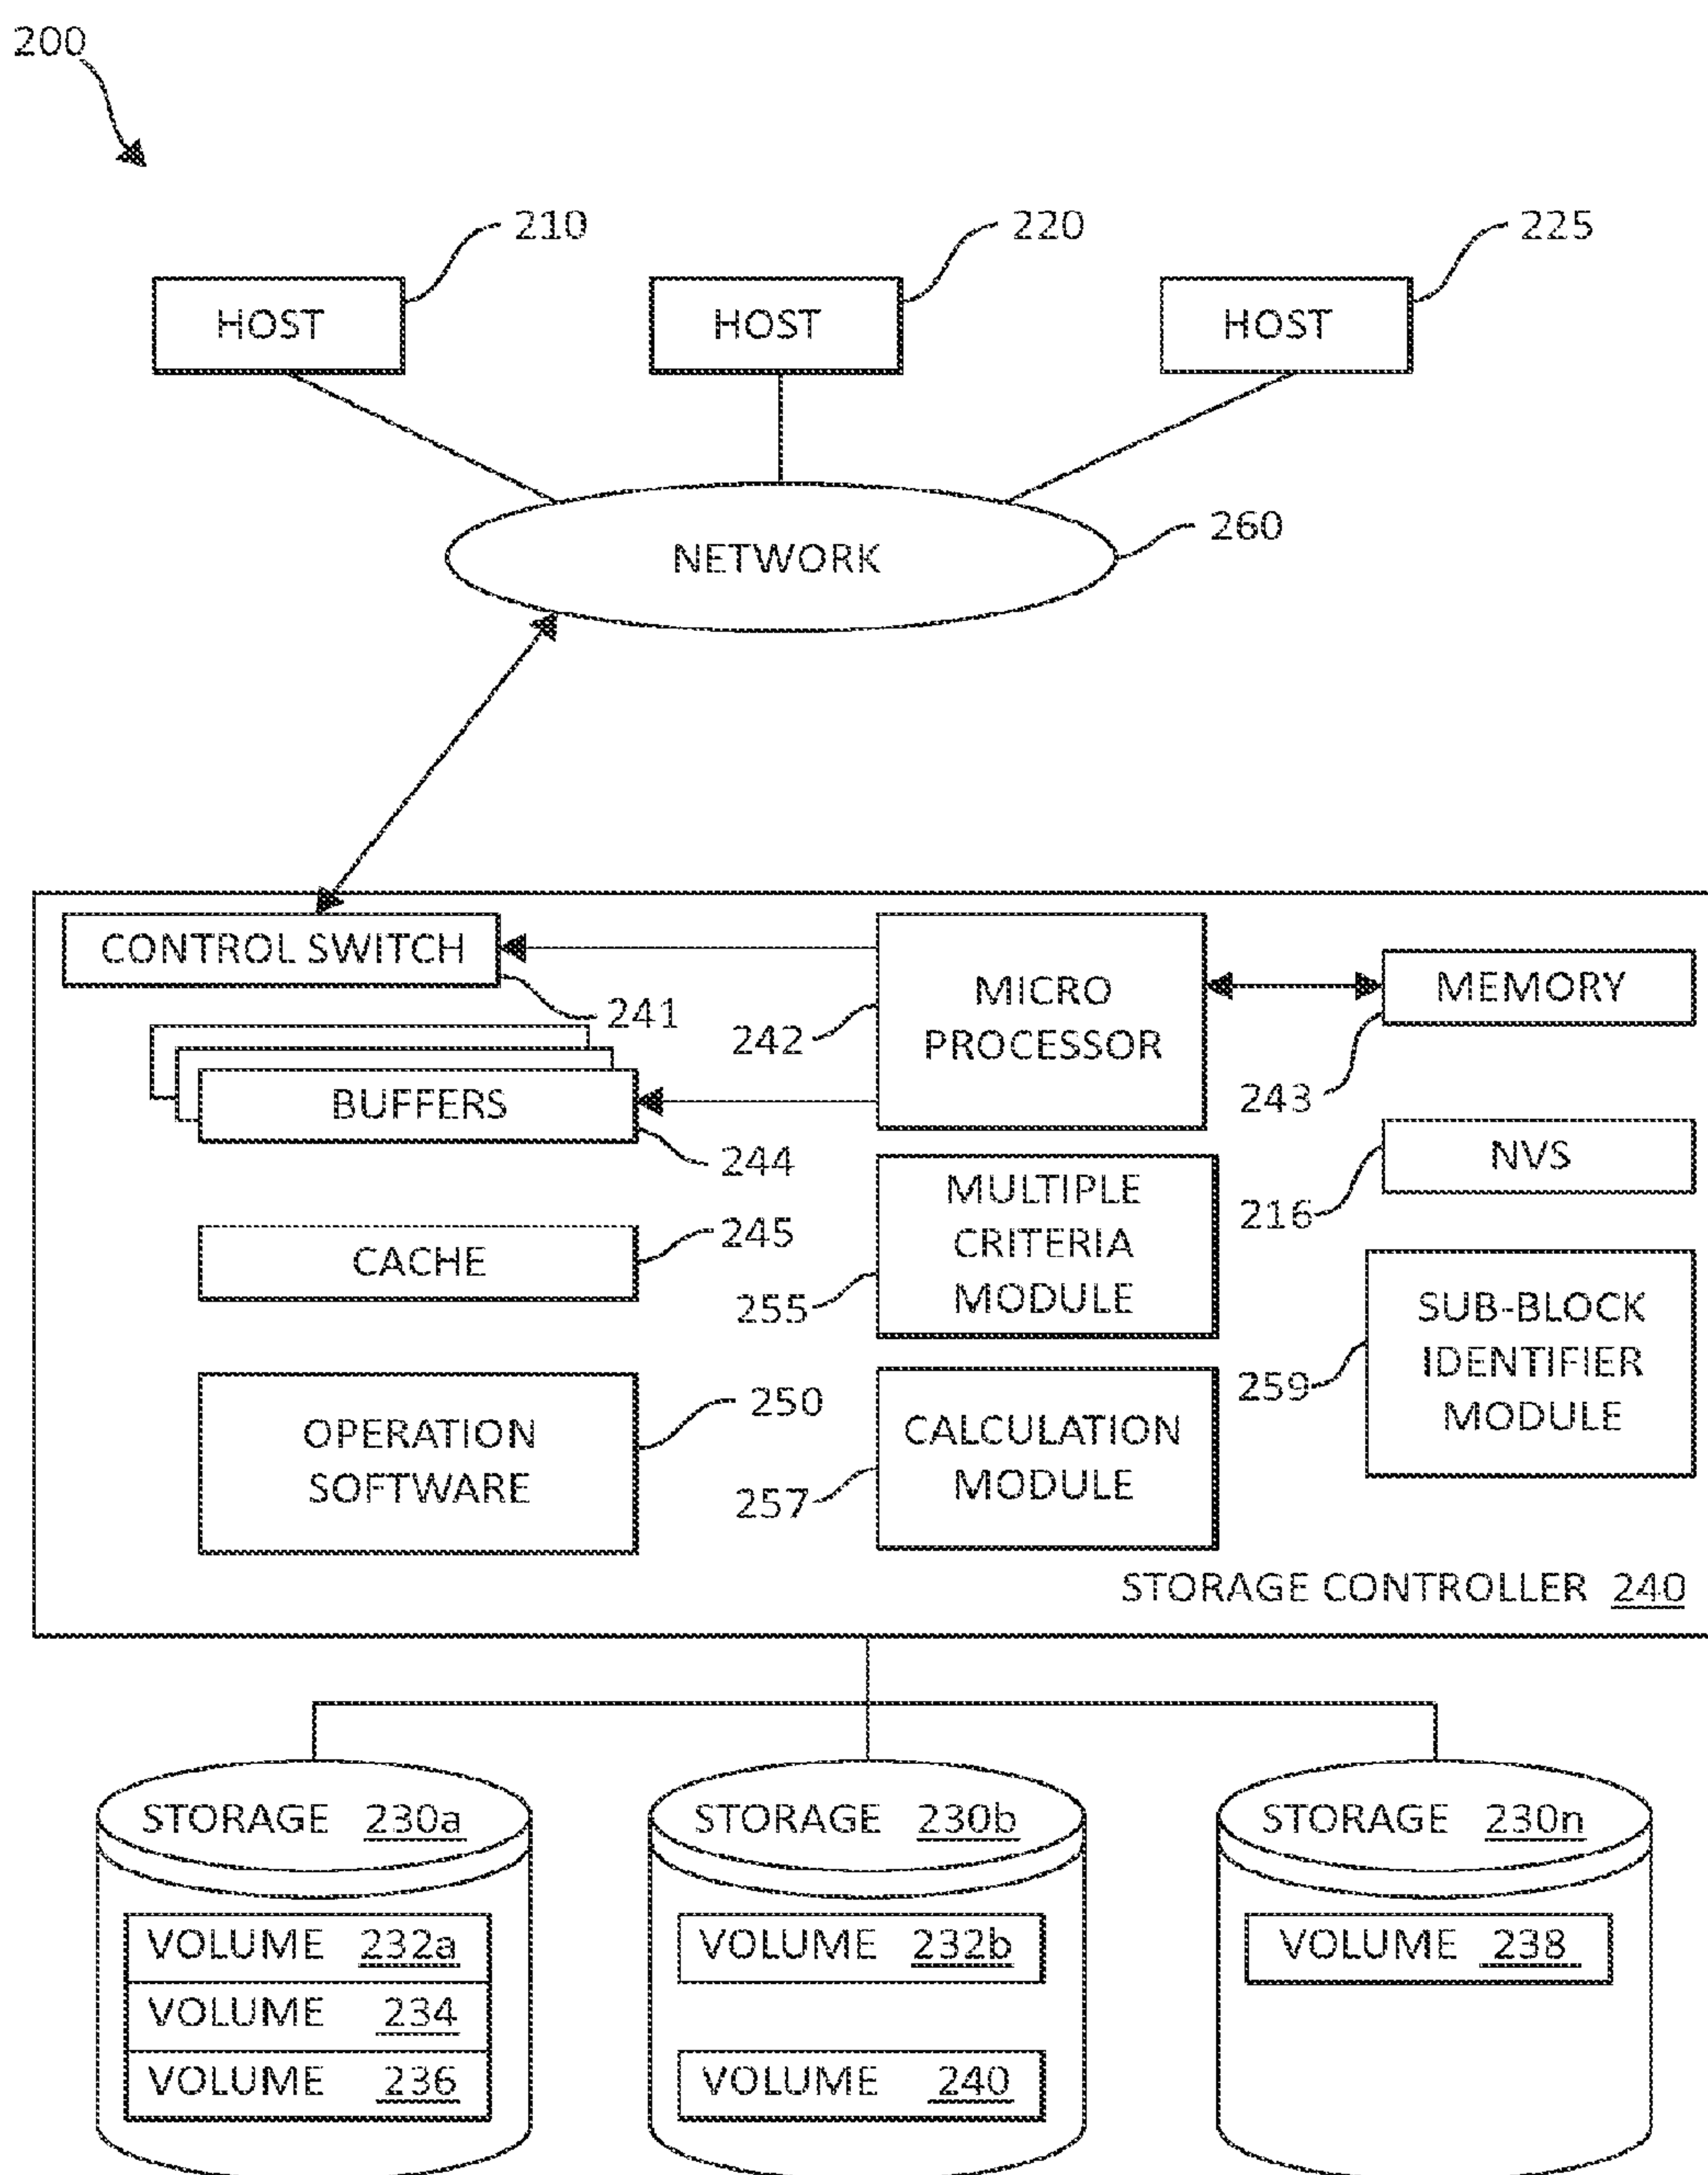 200
210
220
225
HOST
HOST
HOST
260
NETWORK
CONTROL SWITCH
241
MICRO
PROCESSOR
242
MEMORY
243
BUFFERS
244
NVS
216
CACHE
245
MULTIPLE
CRITERIA
MODULE
255
SUB-BLOCK
IDENTIFIER
MODULE
259
OPERATION
SOFTWARE
250
CALCULATION
MODULE
257
STORAGE CONTROLLER 240
STORAGE 230a
STORAGE 230b
STORAGE 230n
VOLUME 232a
VOLUME 234
VOLUME 236
VOLUME 232b
VOLUME 240
VOLUME 238